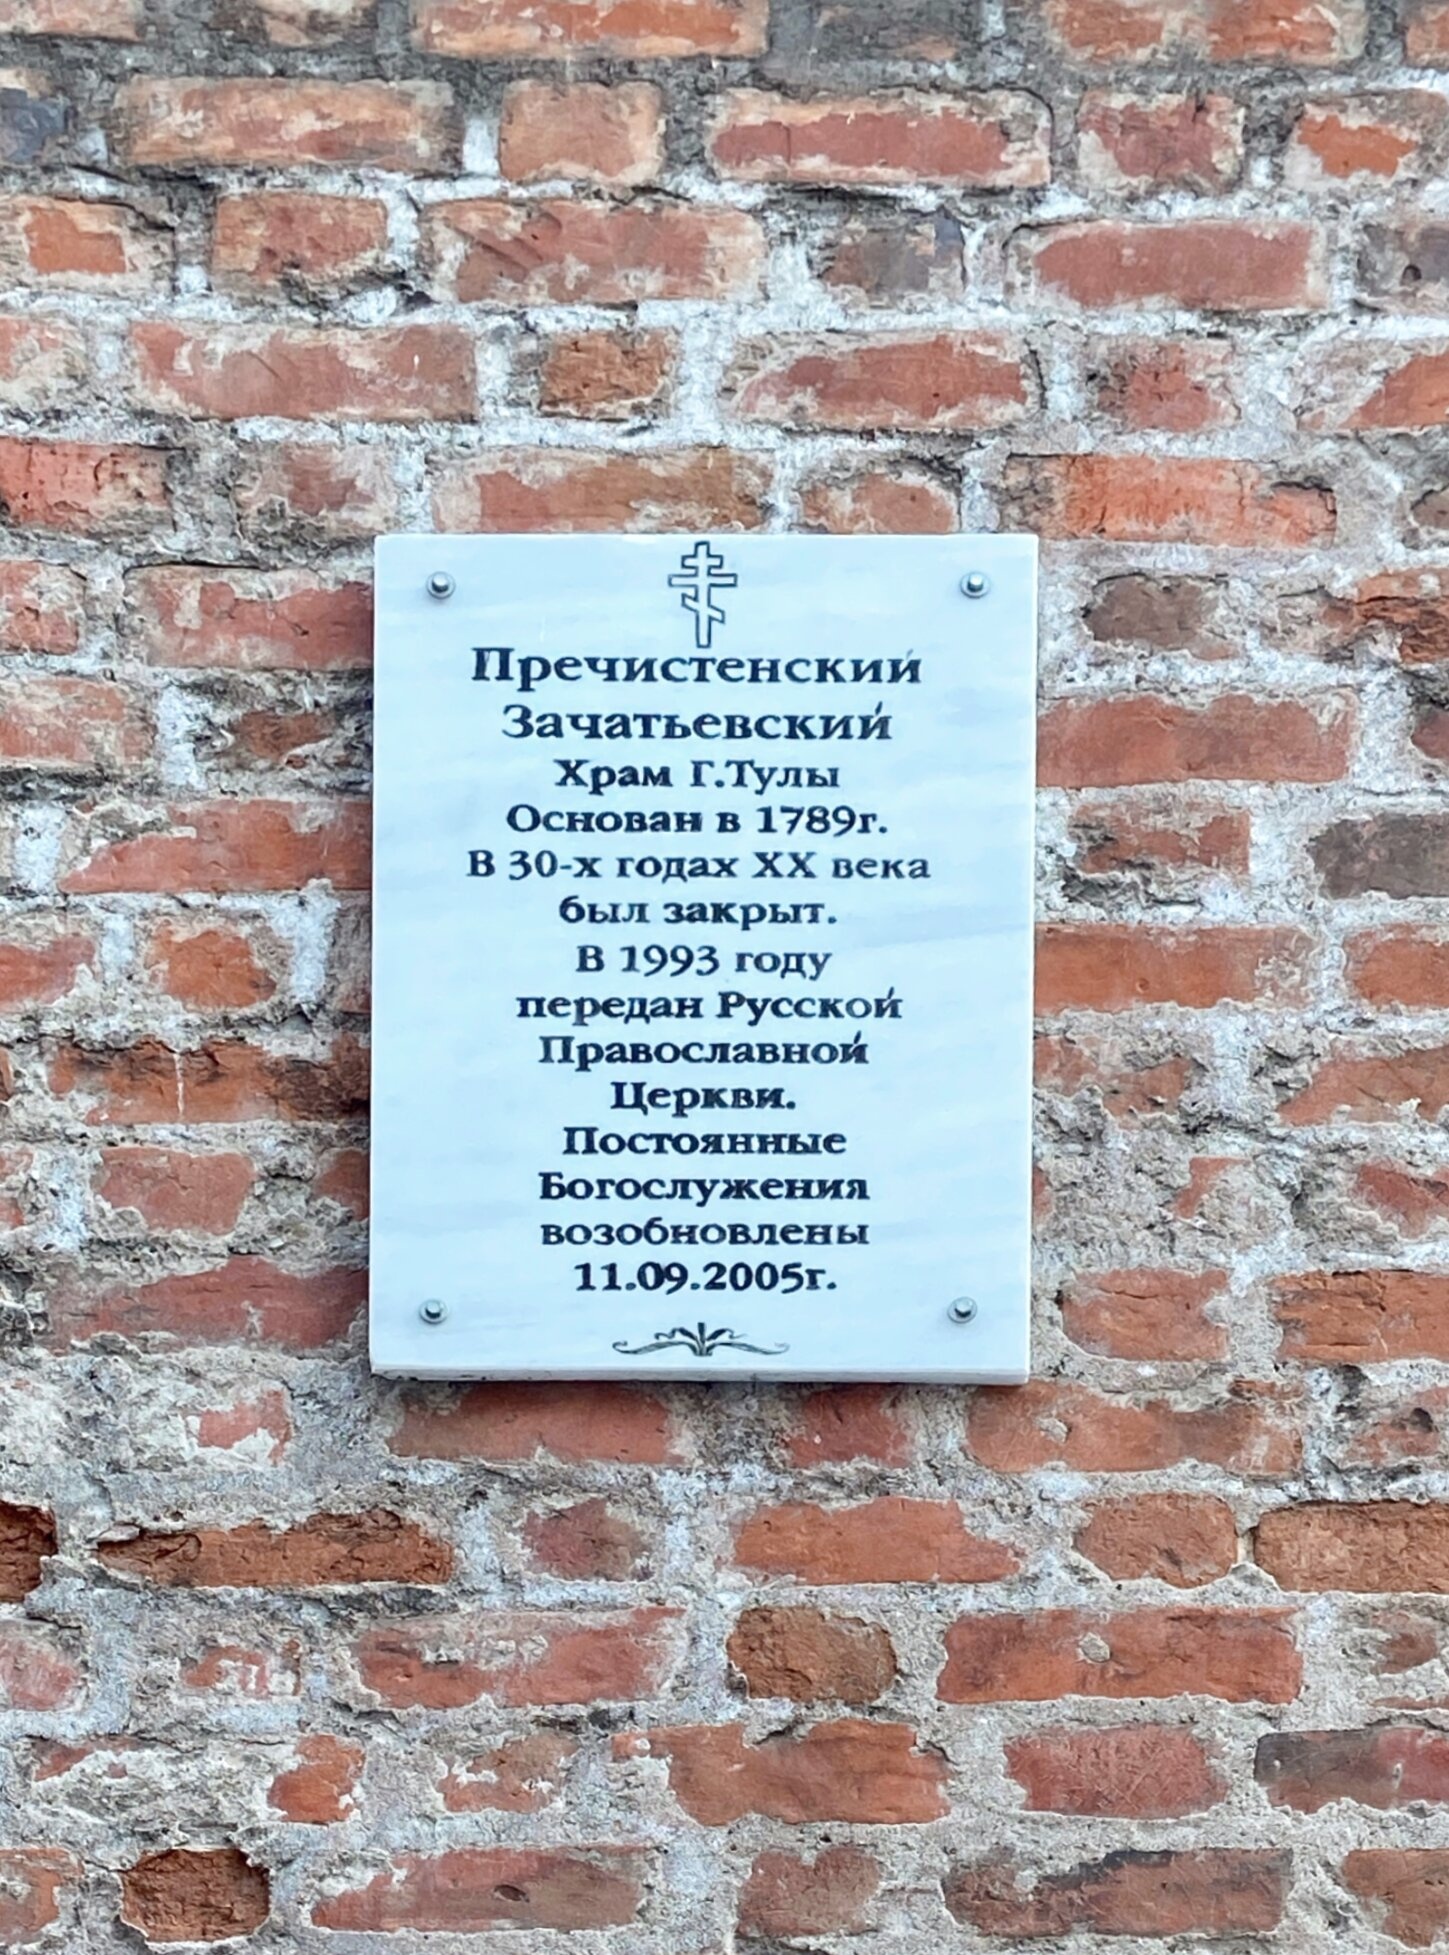 Пречистенский
Зачатьевский
Храм Г.Тулы
Основан в 1789г.
В 30-х годах XX века
был закрыт.
В 1993 году
передан Русской
Православной
Церкви.
Постоянные
Богослужения
возобновлены
11.09.2005г.